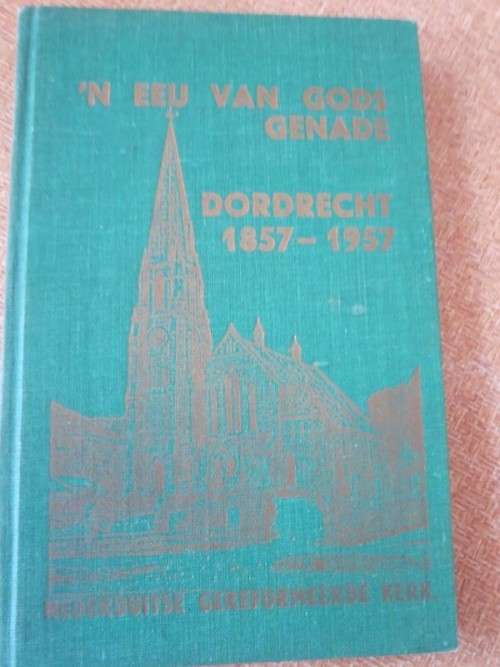 'N EEU VAN GODS
GENADE
DORDRECHT
1857-1957
NEDERDUITSE GEREFORMEERDE KERK.